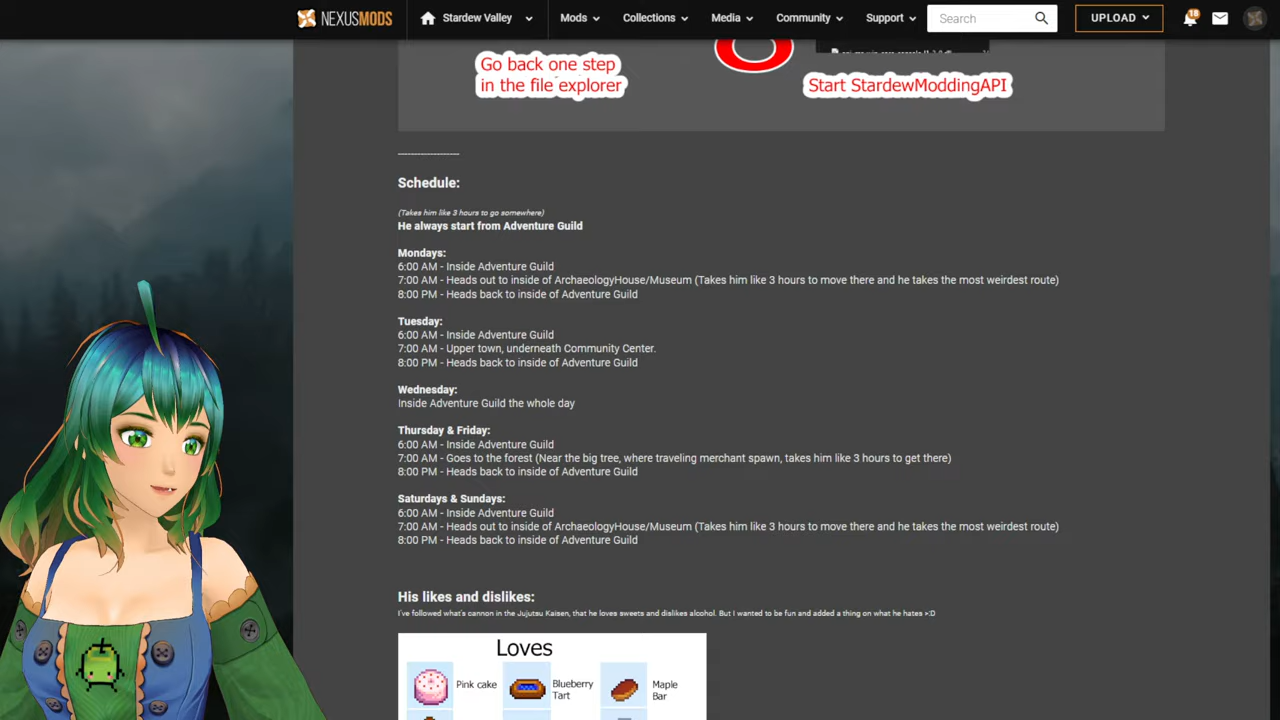 NEXUSMODS
Stardew Valley
Mods
Collections
Media
Community
Support
Search
UPLOAD
18
Go back one step
in the file explorer
Start StardewModdingAPI
--------------------
Schedule:
(Takes him like 3 hours to go somewhere)
He always start from Adventure Guild
Mondays:
6:00 AM - Inside Adventure Guild
7:00 AM - Heads out to inside of ArchaeologyHouse/Museum (Takes him like 3 hours to move there and he takes the most weirdest route)
8:00 PM - Heads back to inside of Adventure Guild
Tuesday:
6:00 AM - Inside Adventure Guild
7:00 AM - Upper town, underneath Community Center.
8:00 PM - Heads back to inside of Adventure Guild
Wednesday:
Inside Adventure Guild the whole day
Thursday & Friday:
6:00 AM - Inside Adventure Guild
7:00 AM - Goes to the forest (Near the big tree, where traveling merchant spawn, takes him like 3 hours to get there)
8:00 PM - Heads back to inside of Adventure Guild
Saturdays & Sundays:
6:00 AM - Inside Adventure Guild
7:00 AM - Heads out to inside of ArchaeologyHouse/Museum (Takes him like 3 hours to move there and he takes the most weirdest route)
8:00 PM - Heads back to inside of Adventure Guild
His likes and dislikes:
I've followed what's cannon in the Jujutsu Kaisen, that he loves sweets and dislikes alcohol. But I wanted to be fun and added a thing on what he hates >:D
Loves
Pink cake
Blueberry
Tart
Maple
Bar